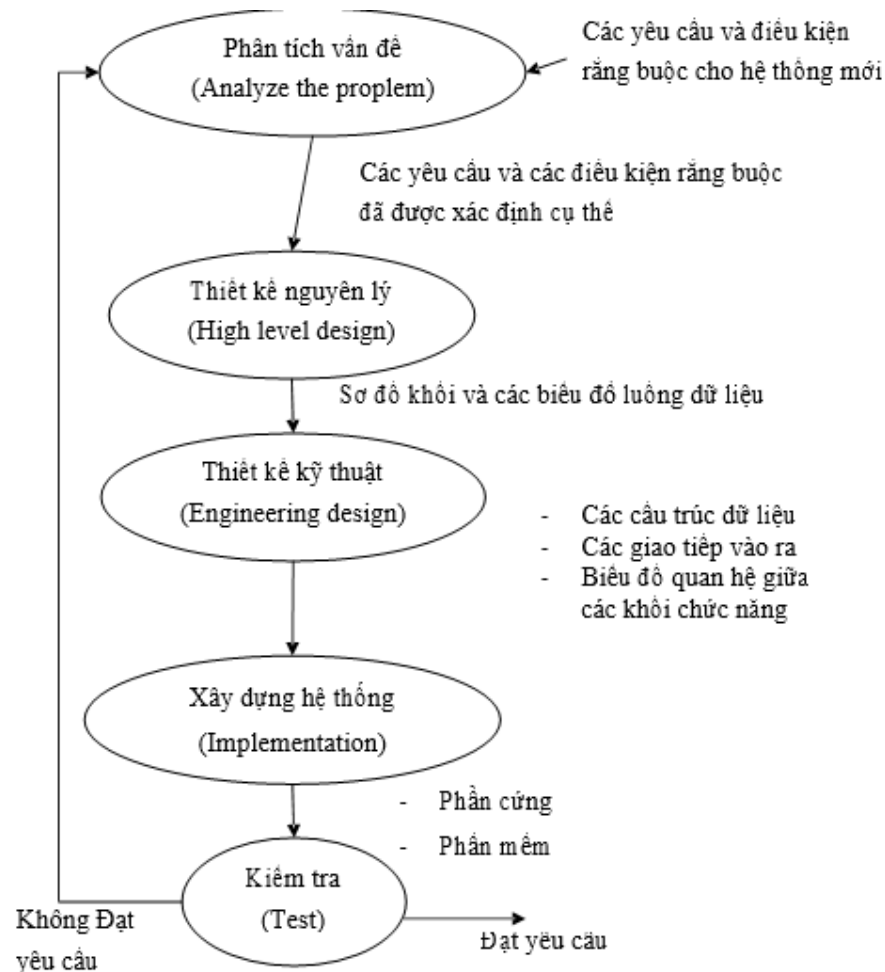 Phân tích vấn đề
(Analyze the proplem)
Các yêu cầu và điều kiện
rằng buộc cho hệ thống mới
Các yêu cầu và các điều kiện rằng buộc
đã được xác định cụ thể
Thiết kế nguyên lý
(High level design)
Sơ đồ khối và các biểu đồ luồng dữ liệu
Thiết kế kỹ thuật
(Engineering design)
- Các cấu trúc dữ liệu
- Các giao tiếp vào ra
- Biểu đồ quan hệ giữa
các khối chức năng
Xây dựng hệ thống
(Implementation)
- Phần cứng
- Phần mềm
Kiểm tra
(Test)
Không Đạt
yêu cầu
Đạt yêu cầu